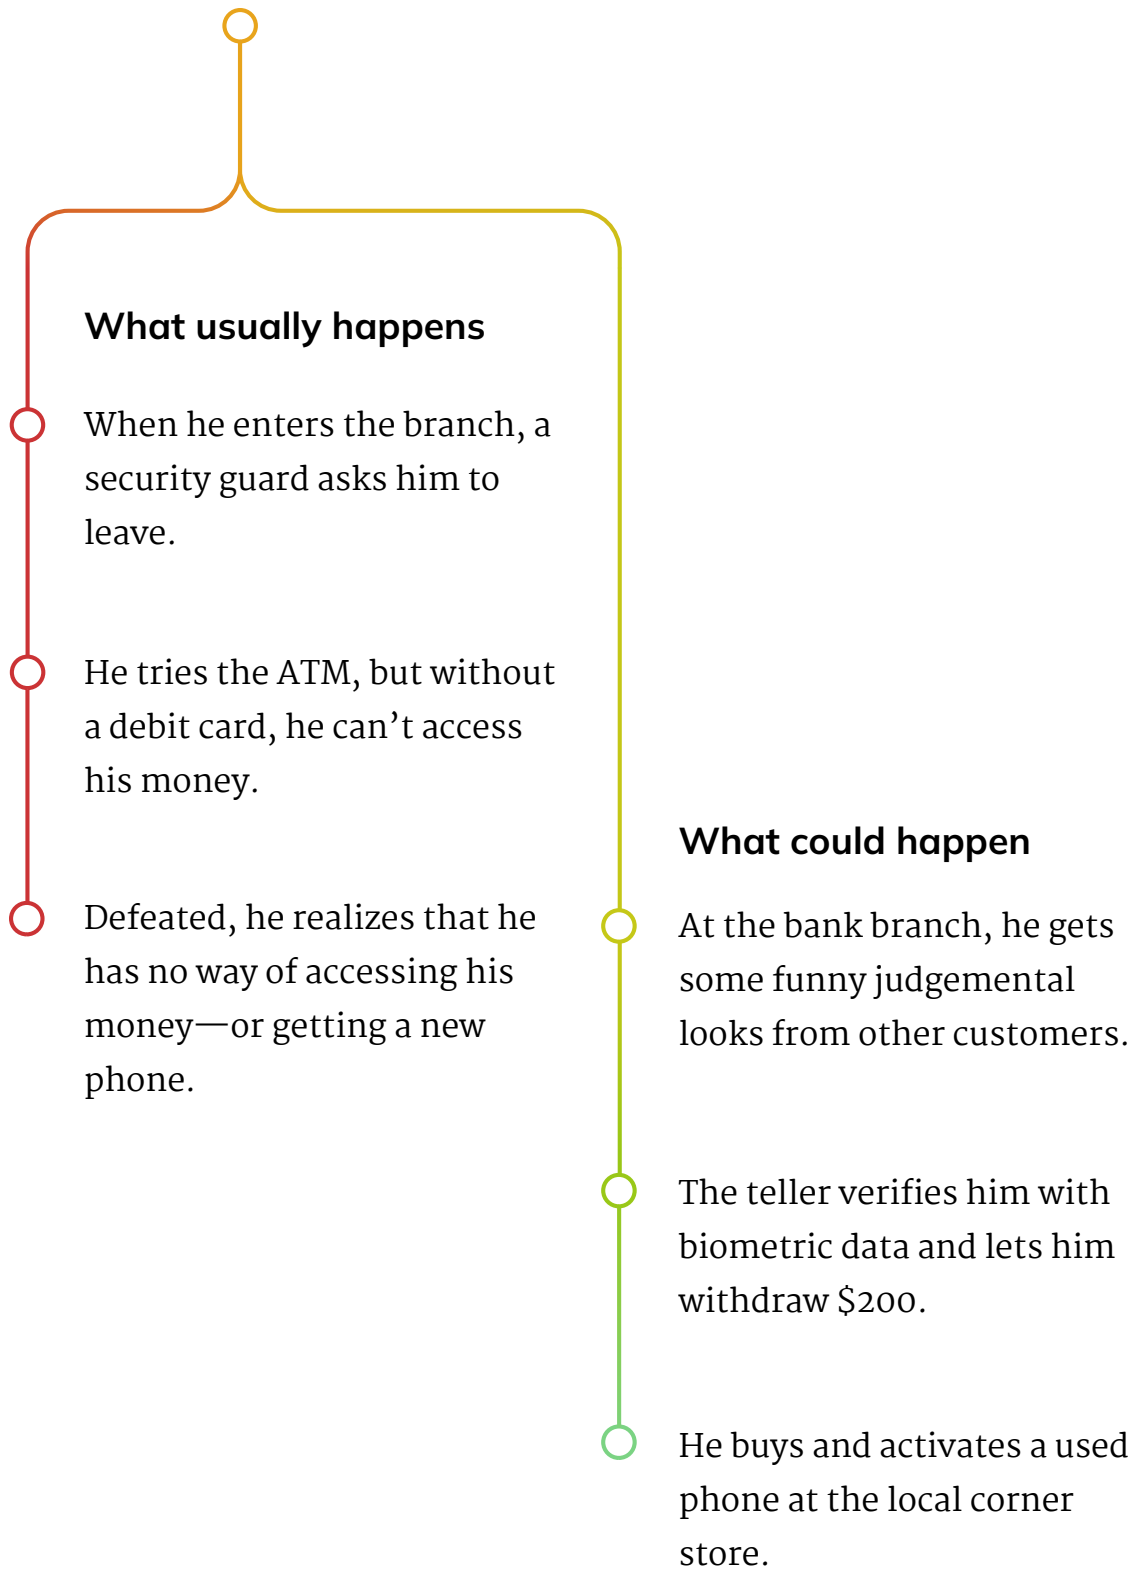 What usually happens
When he enters the branch, a
security guard asks him to
leave.
He tries the ATM, but without
a debit card, he can’t access
his money.
Defeated, he realizes that he
has no way of accessing his
money—or getting a new
phone.
What could happen
At the bank branch, he gets
some funny judgemental
looks from other customers.
The teller verifies him with
biometric data and lets him
withdraw $200.
He buys and activates a used
phone at the local corner
store.